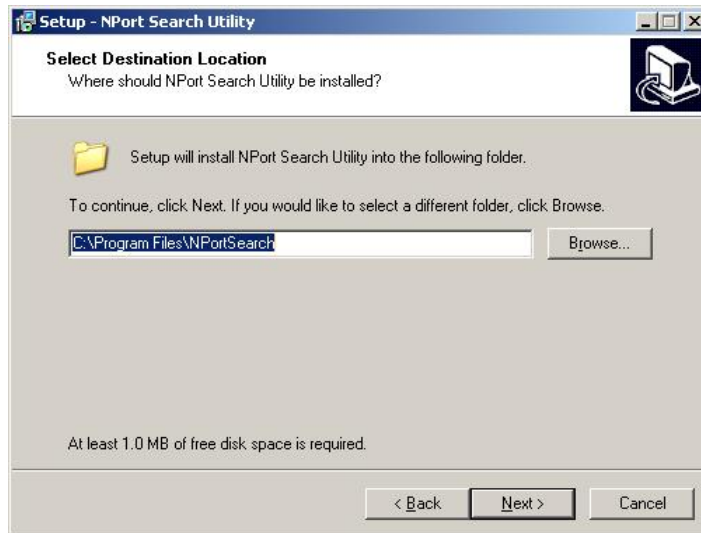 Setup - NPort Search Utility
Select Destination Location
Where should NPort Search Utility be installed?
Setup will install NPort Search Utility into the following folder.
To continue, click Next. If you would like to select a different folder, click Browse.
C:\Program Files\NPortSearch
Browse...
At least 1.0 MB of free disk space is required.
< Back
Next >
Cancel